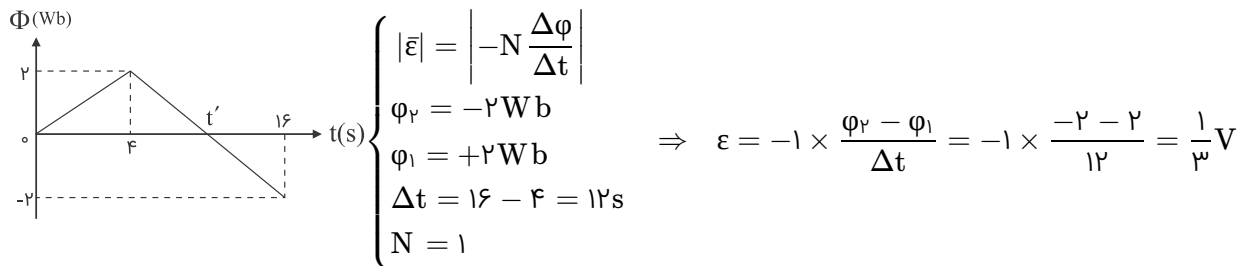 Φ(Wb)
۲
t′
۱۶
t(s)
۰
۴
-۲
|ε̄| = |−N Δφ/Δt|
φ۲ = −۲Wb
φ۱ = +۲Wb
Δt = ۱۶ − ۴ = ۱۲s
N = ۱
⇒ ε = −۱ × (φ۲ − φ۱)/Δt = −۱ × (−۲ − ۲)/۱۲ = ۱/۳ V